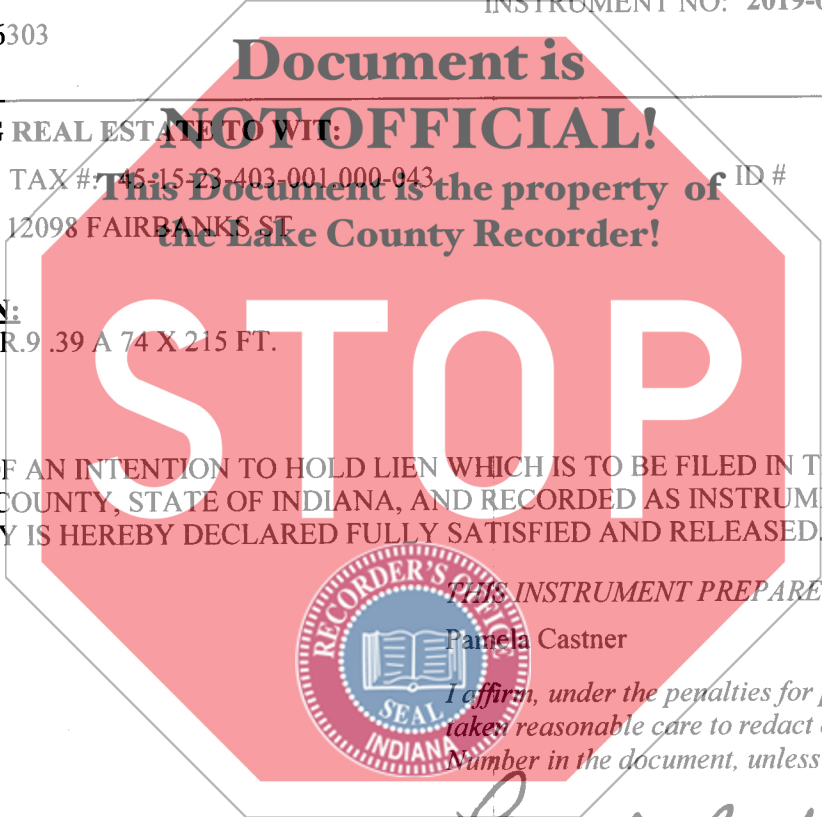 INSTRUMENT NO: 2019-0
6303
Document is
NOT OFFICIAL!
REAL ESTATE TO WIT:
TAX #: 45-15-23-403-001.000-043
This Document is the property of
ID #
12098 FAIRBANKS ST
the Lake County Recorder!
N:
R.9 .39 A 74 X 215 FT.
STOP
F AN INTENTION TO HOLD LIEN WHICH IS TO BE FILED IN T
COUNTY, STATE OF INDIANA, AND RECORDED AS INSTRUM
Y IS HEREBY DECLARED FULLY SATISFIED AND RELEASED.
THIS INSTRUMENT PREPARE
Pamela Castner
I affirm, under the penalties for p
taken reasonable care to redact
Number in the document, unless
RECORDER'S OFFICE
SEAL
INDIANA